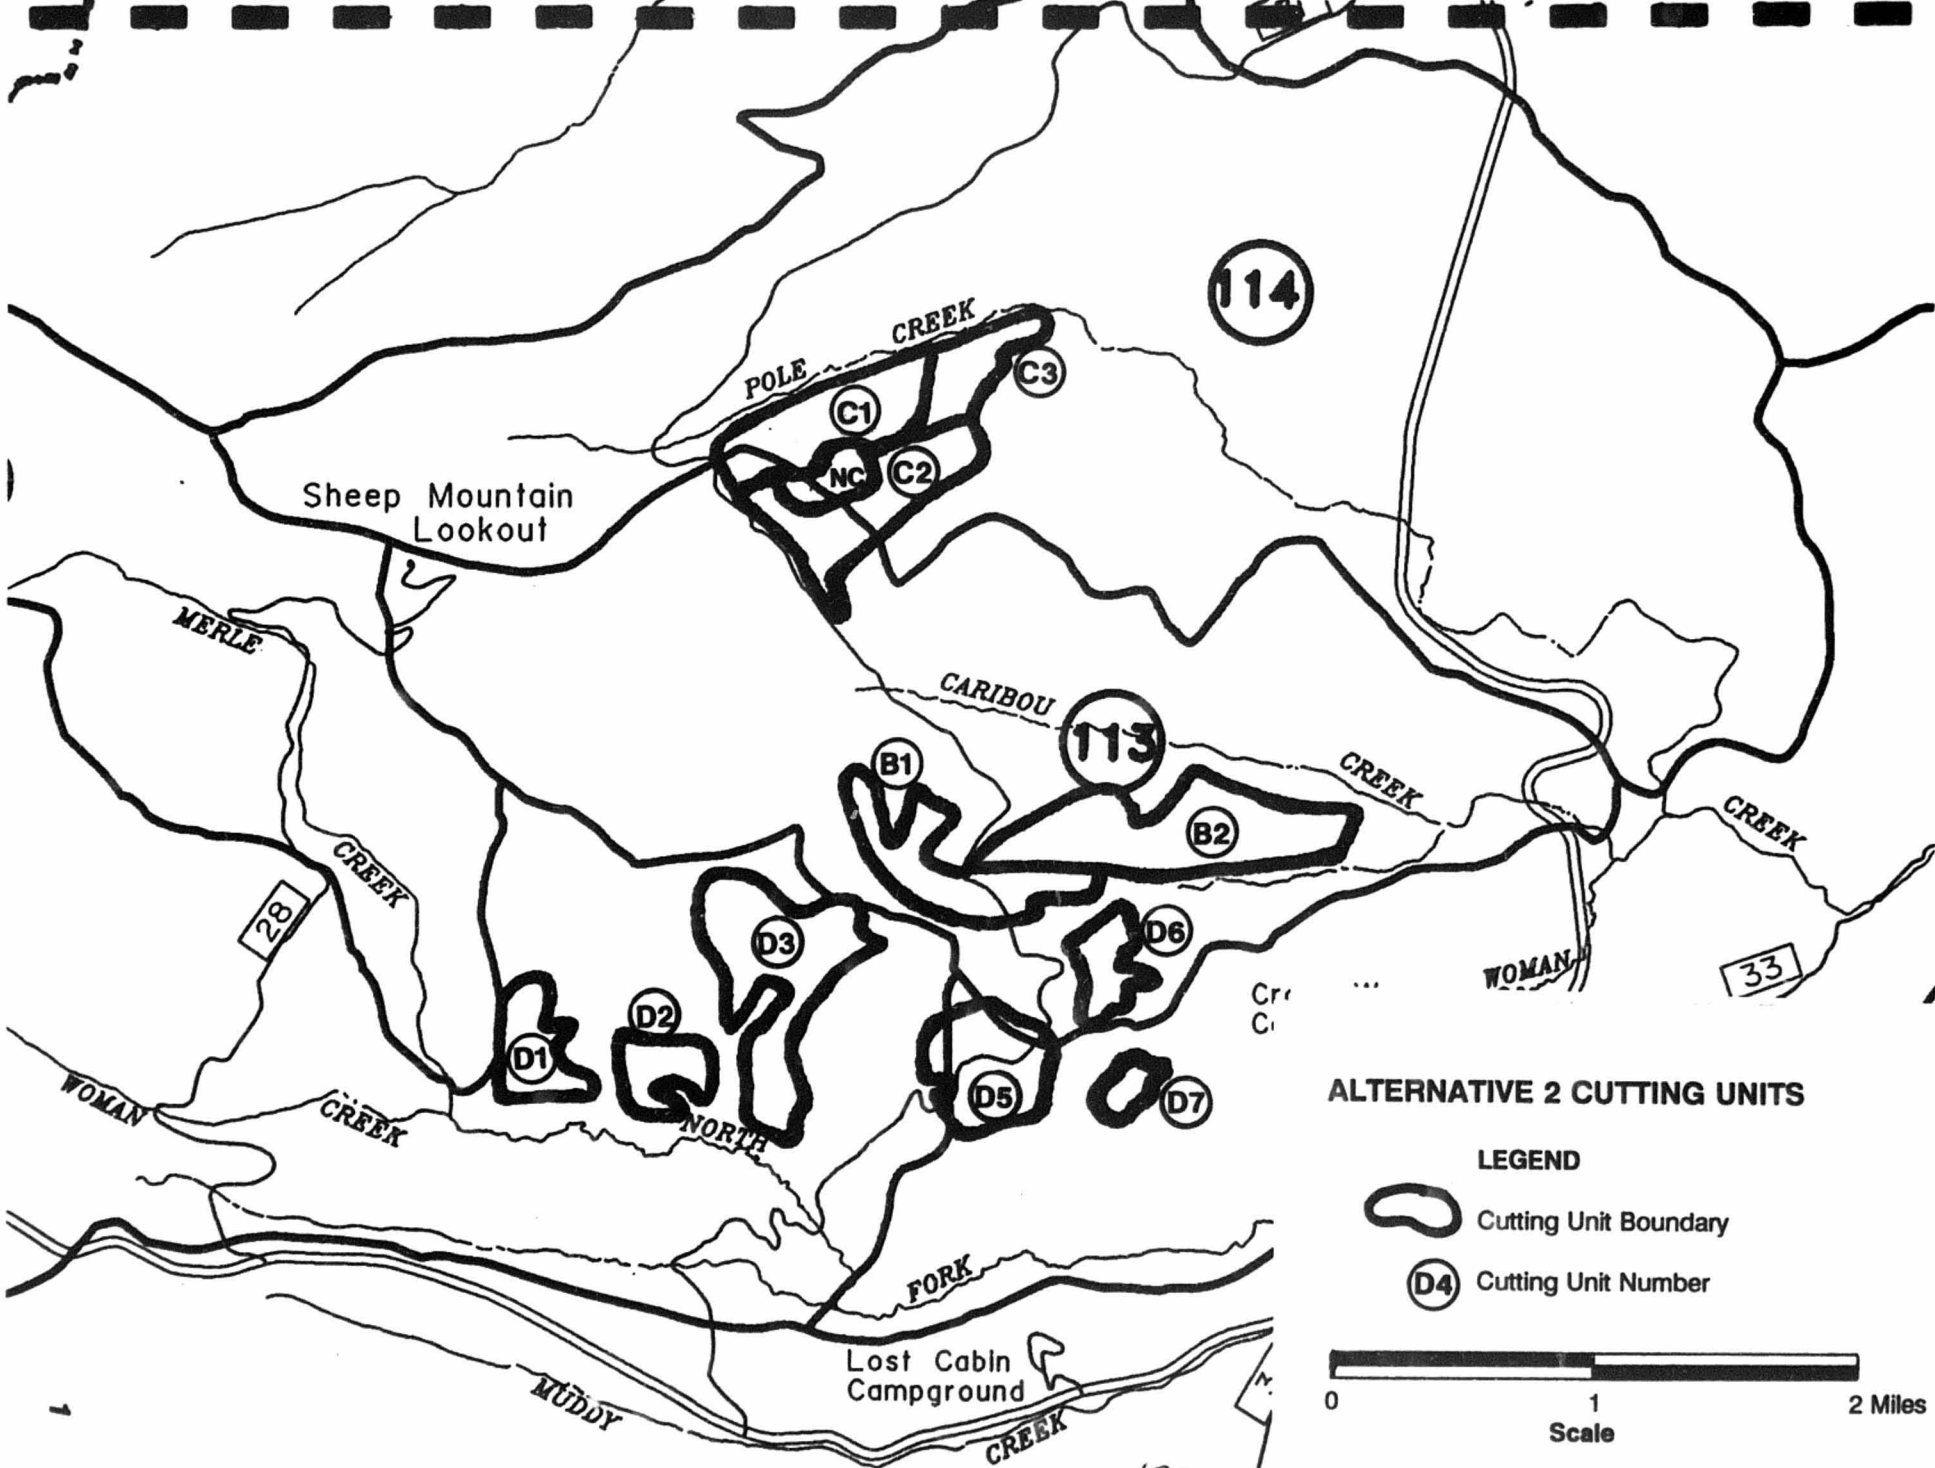 114
CREEK
POLE
C3
C1
C2
NC
Sheep Mountain
Lookout
MERLE
CARIBOU
113
B1
CREEK
B2
CREEK
CREEK
28
D3
D6
WOMAN
33
D2
D1
D5
D7
WOMAN
CREEK
NORTH
FORK
Lost Cabin
Campground
MUDDY
CREEK
ALTERNATIVE 2 CUTTING UNITS
LEGEND
Cutting Unit Boundary
D4 Cutting Unit Number
0 1 2 Miles
Scale